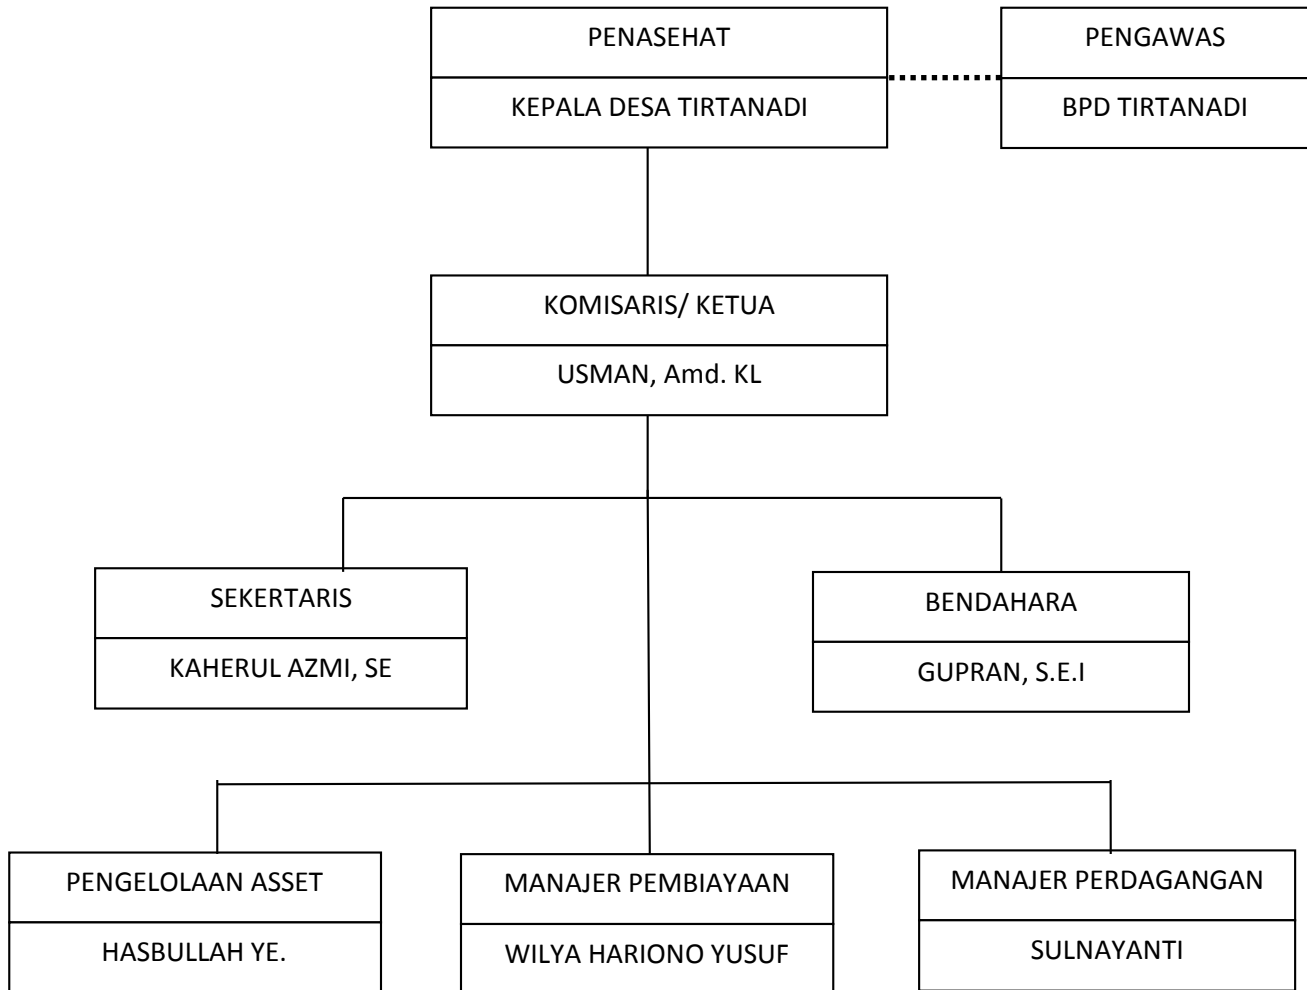 PENASEHAT
KEPALA DESA TIRTANADI
PENGAWAS
BPD TIRTANADI
KOMISARIS/ KETUA
USMAN, Amd. KL
SEKERTARIS
KAHERUL AZMI, SE
BENDAHARA
GUPRAN, S.E.I
PENGELOLAAN ASSET
HASBULLAH YE.
MANAJER PEMBIAYAAN
WILYA HARIONO YUSUF
MANAJER PERDAGANGAN
SULNAYANTI